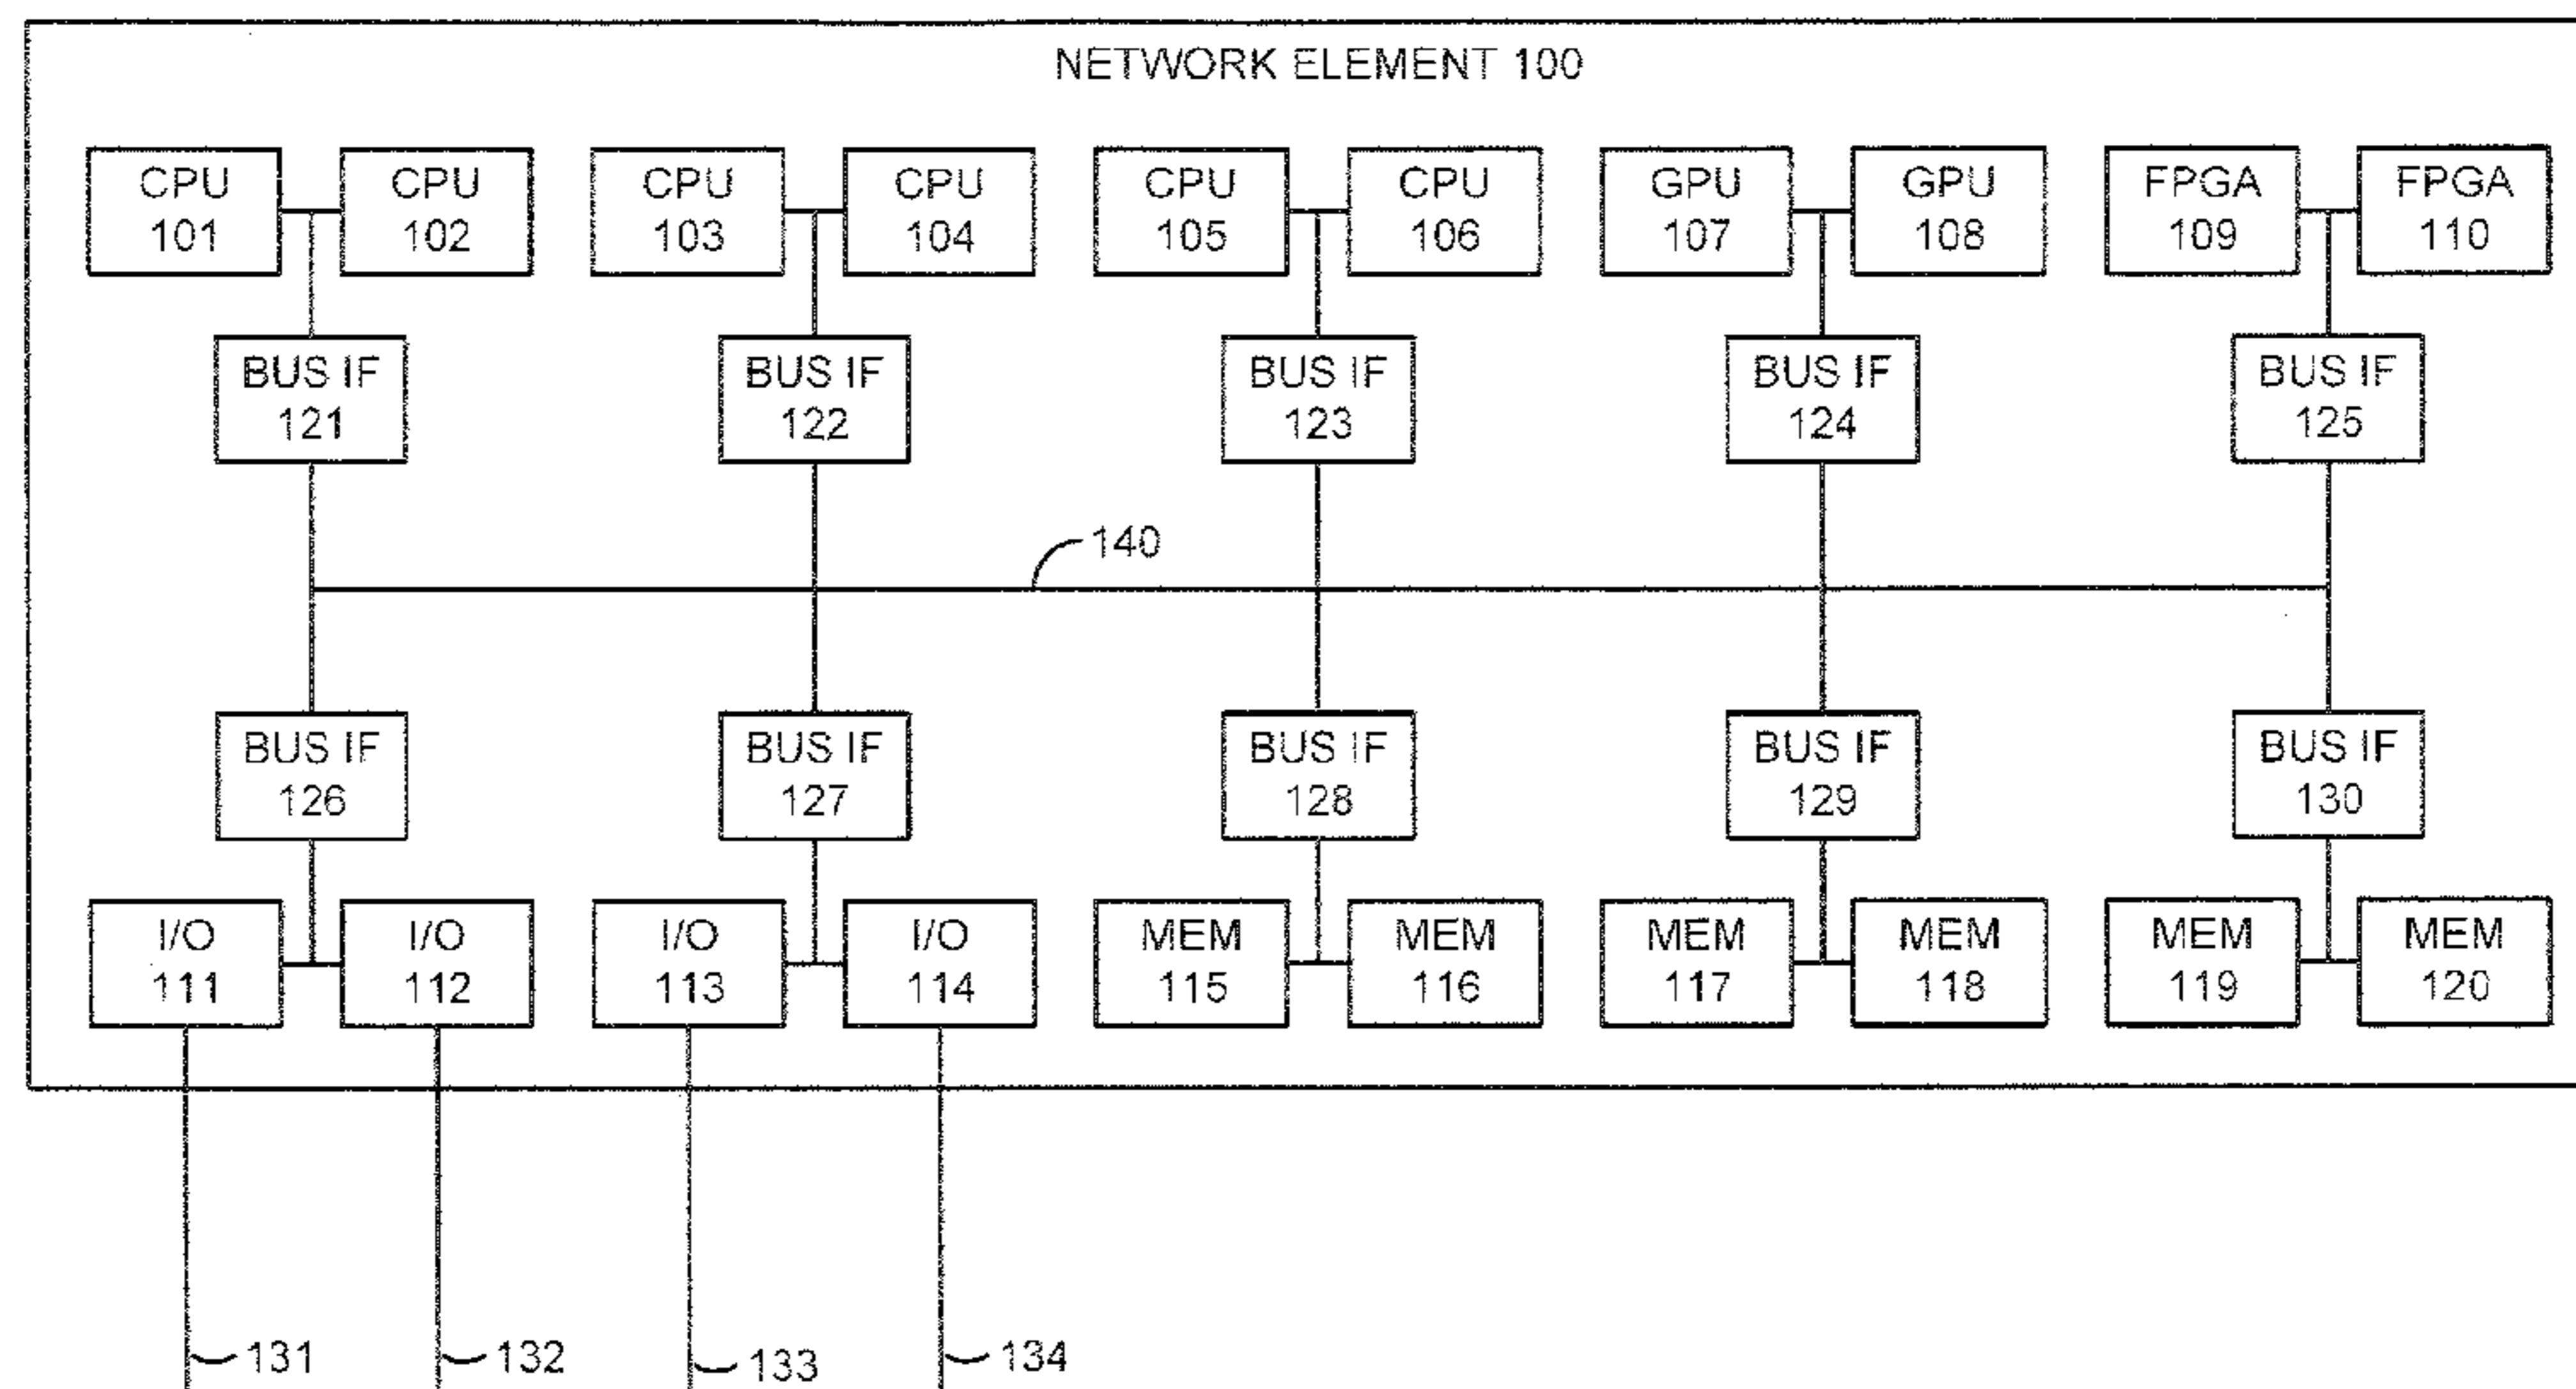 NETWORK ELEMENT 100
CPU
101
CPU
102
CPU
103
CPU
104
CPU
105
CPU
106
GPU
107
GPU
108
FPGA
109
FPGA
110
BUS IF
121
BUS IF
122
BUS IF
123
BUS IF
124
BUS IF
125
140
BUS IF
126
BUS IF
127
BUS IF
128
BUS IF
129
BUS IF
130
I/O
111
I/O
112
I/O
113
I/O
114
MEM
115
MEM
116
MEM
117
MEM
118
MEM
119
MEM
120
131
132
133
134